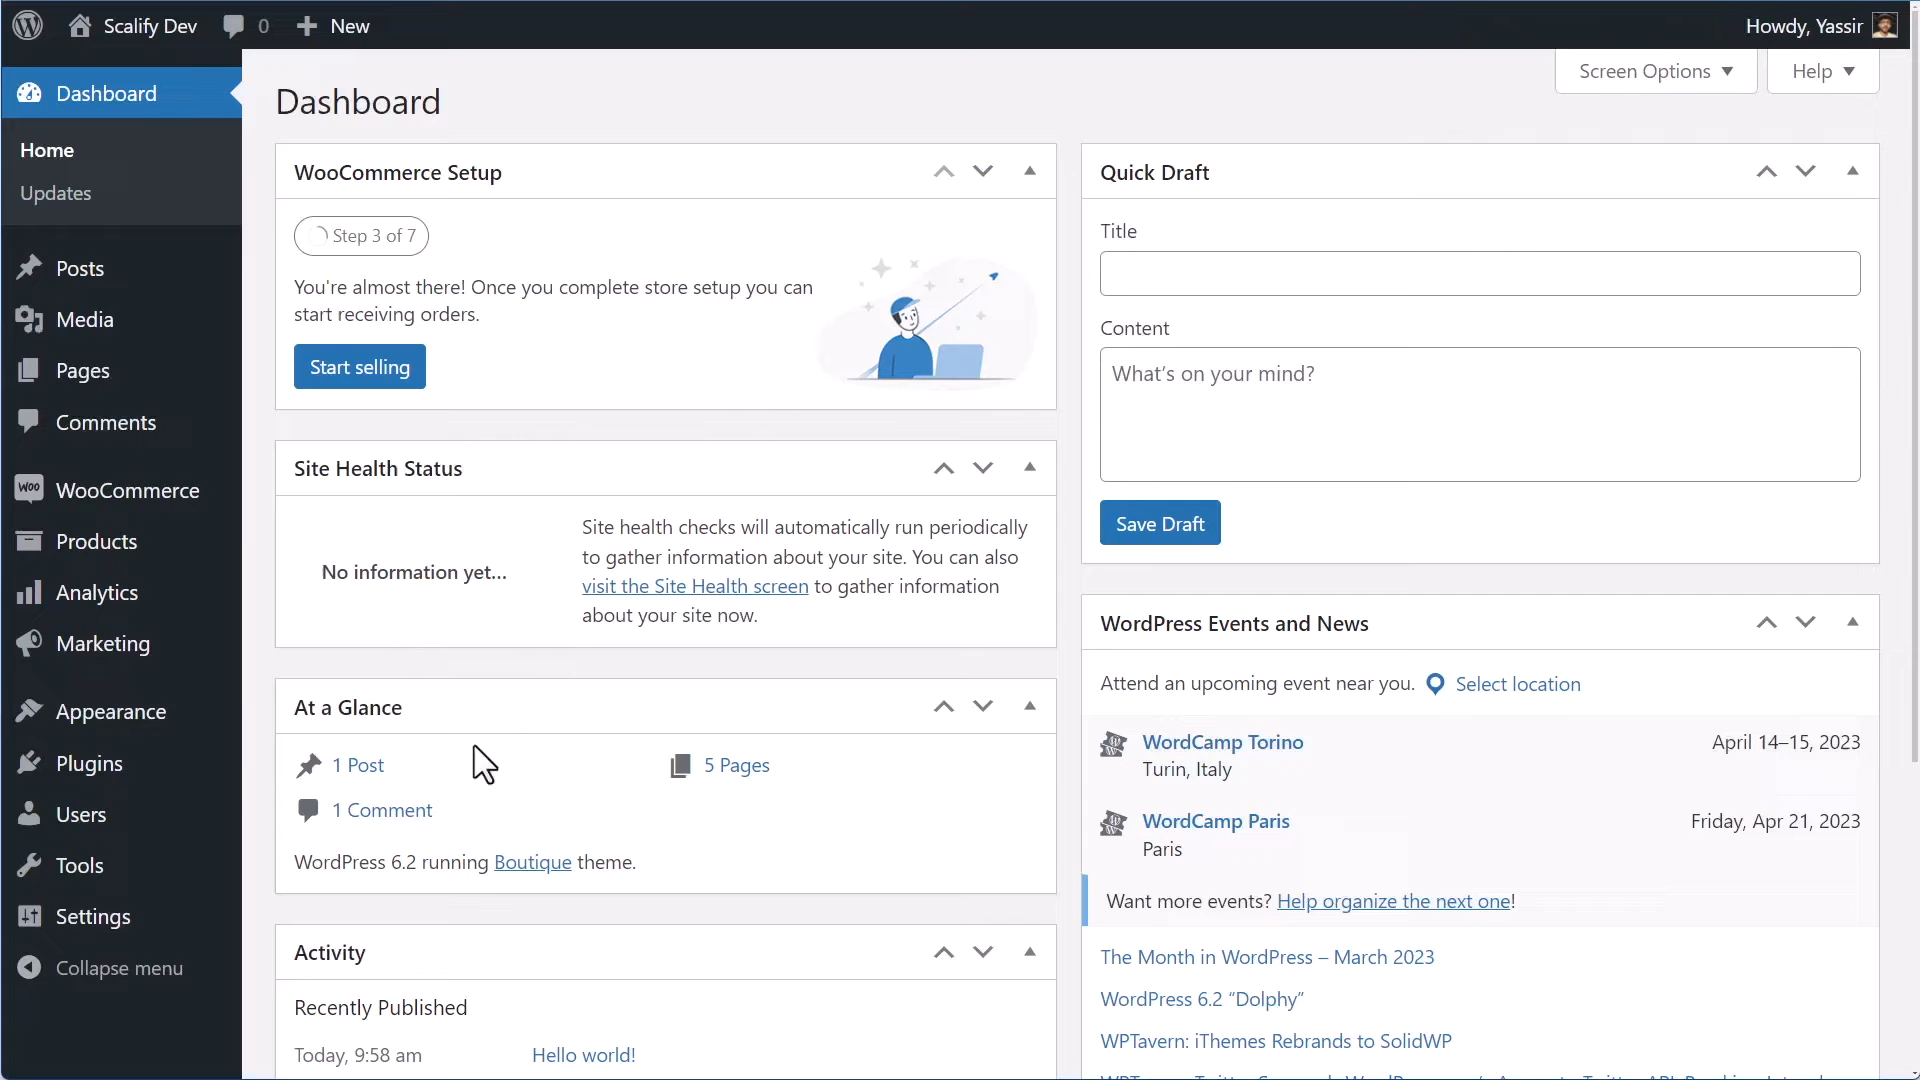 Scalify Dev
0
New
Howdy, Yassir
Dashboard
Home
Updates
Posts
Media
Pages
Comments
WOO
WooCommerce
Products
Analytics
Marketing
Appearance
Plugins
Users
Tools
Settings
Collapse menu
Screen Options
Help
Dashboard
WooCommerce Setup
Step 3 of 7
You're almost there! Once you complete store setup you can
start receiving orders.
Start selling
Site Health Status
No information yet...
Site health checks will automatically run periodically
to gather information about your site. You can also
visit the Site Health screen to gather information
about your site now.
At a Glance
1 Post
5 Pages
1 Comment
WordPress 6.2 running Boutique theme.
Activity
Recently Published
Today, 9:58 am
Hello world!
Quick Draft
Title
Content
What's on your mind?
Save Draft
WordPress Events and News
Attend an upcoming event near you. Select location
WordCamp Torino
April 14–15, 2023
Turin, Italy
WordCamp Paris
Friday, Apr 21, 2023
Paris
Want more events? Help organize the next one!
The Month in WordPress – March 2023
WordPress 6.2 “Dolphy”
WPTavern: iThemes Rebrands to SolidWP